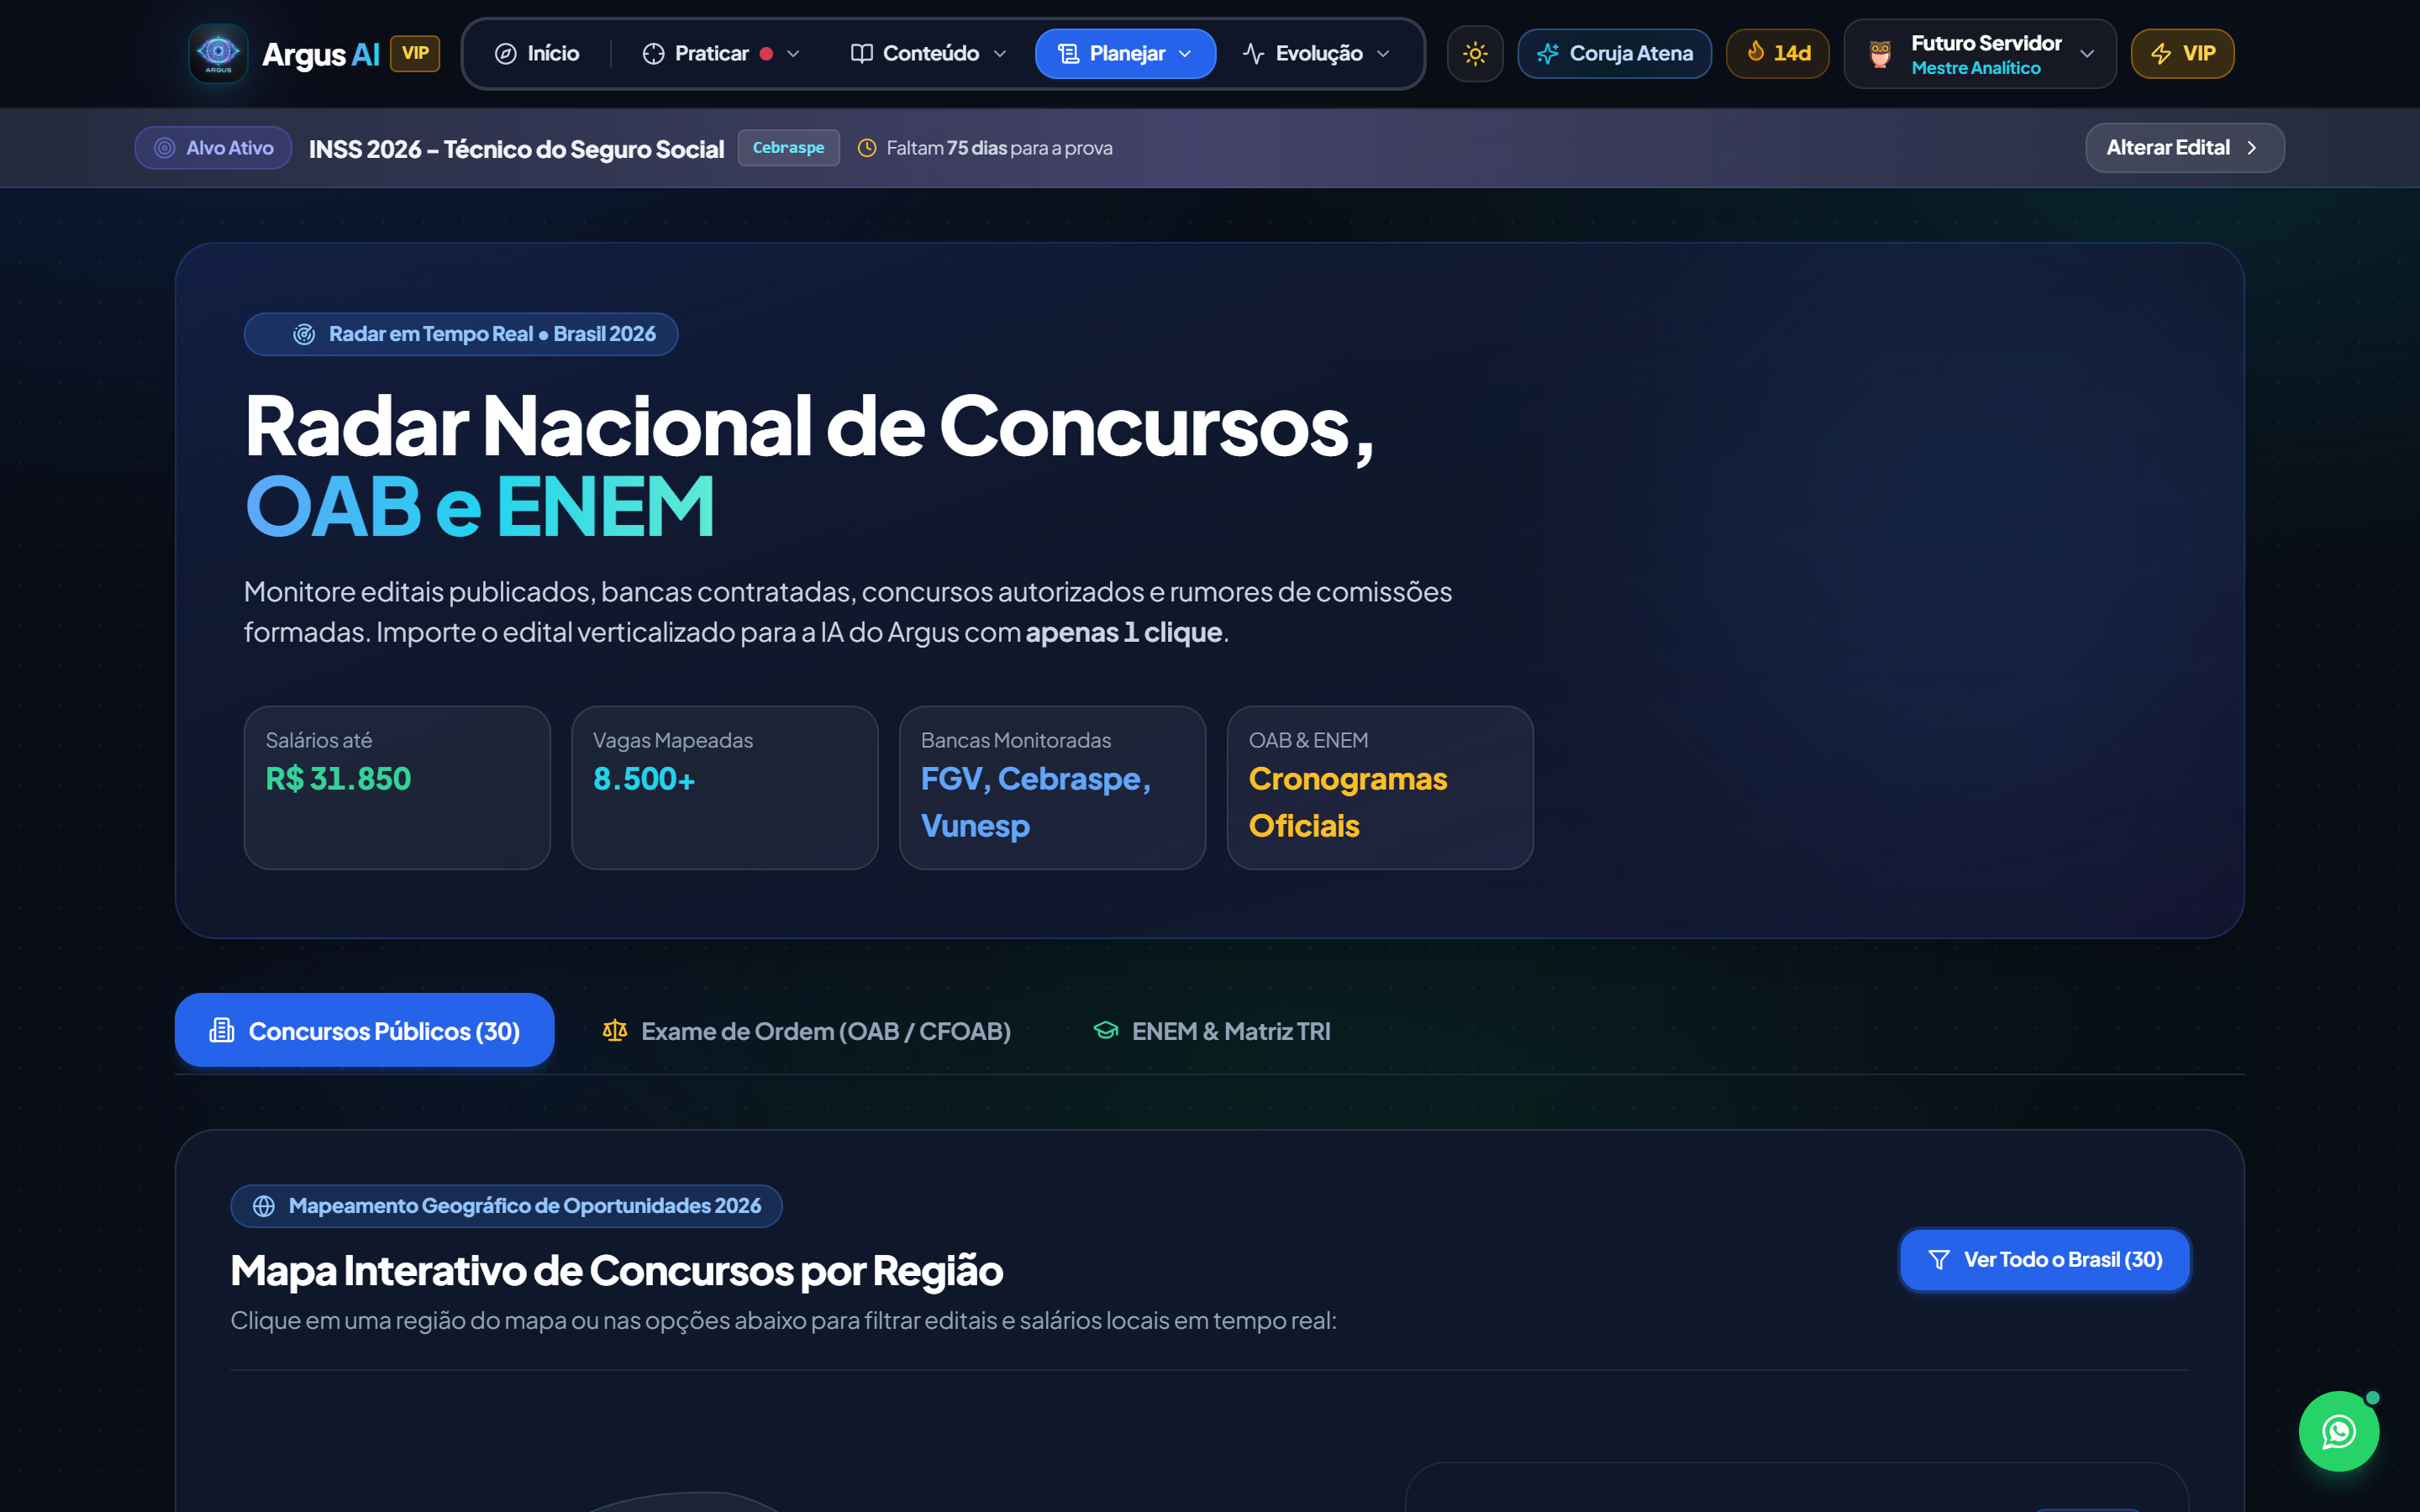 ARGUS
Argus AI VIP
Início
Praticar
Conteúdo
Planejar
Evolução
Coruja Atena
14d
Futuro Servidor
Mestre Analítico
VIP
Alvo Ativo
INSS 2026 – Técnico do Seguro Social
Cebraspe
Faltam 75 dias para a prova
Alterar Edital
Radar em Tempo Real ● Brasil 2026
Radar Nacional de Concursos,
OAB e ENEM
Monitore editais publicados, bancas contratadas, concursos autorizados e rumores de comissões
formadas. Importe o edital verticalizado para a IA do Argus com apenas 1 clique.
Salários até
R$ 31.850
Vagas Mapeadas
8.500+
Bancas Monitoradas
FGV, Cebraspe,
Vunesp
OAB & ENEM
Cronogramas
Oficiais
Concursos Públicos (30)
Exame de Ordem (OAB / CFOAB)
ENEM & Matriz TRI
Mapeamento Geográfico de Oportunidades 2026
Mapa Interativo de Concursos por Região
Clique em uma região do mapa ou nas opções abaixo para filtrar editais e salários locais em tempo real:
Ver Todo o Brasil (30)